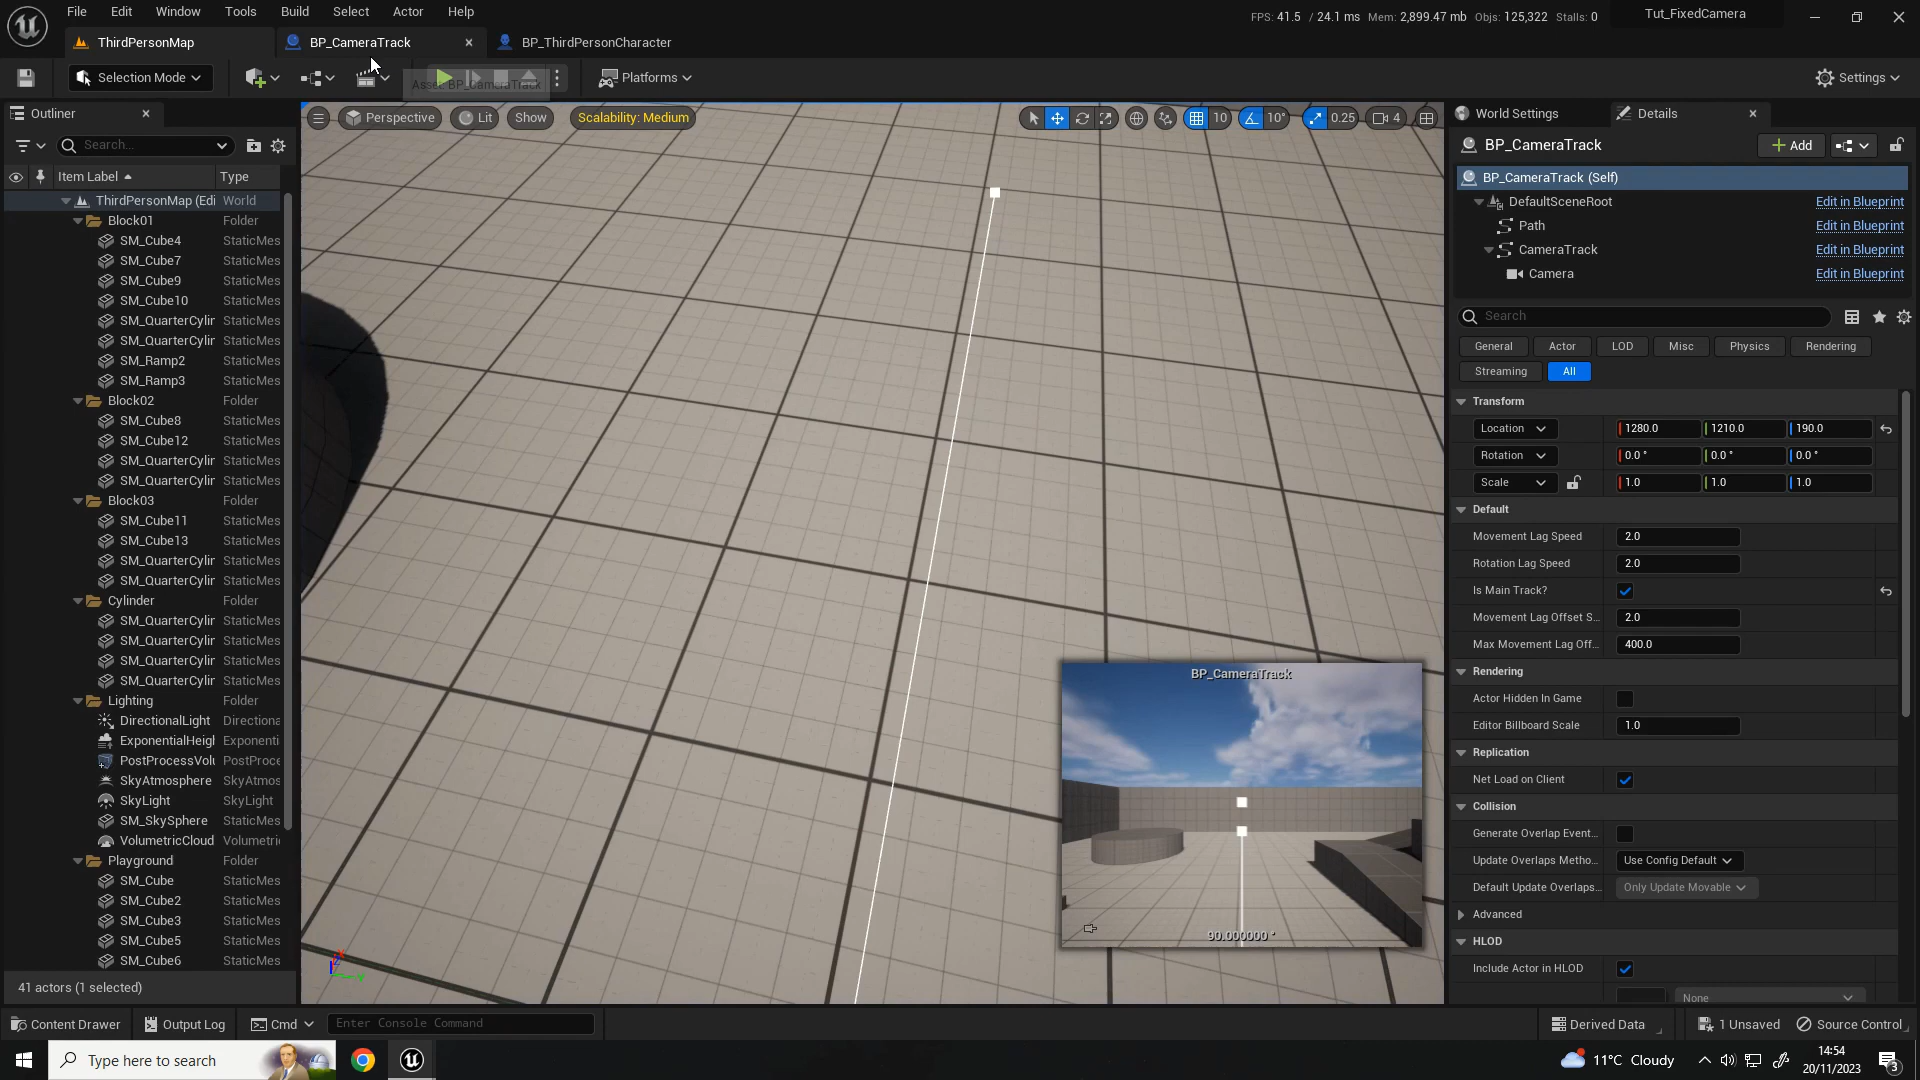 File Edit Window Tools Build Select Actor Help
FPS: 41.5 / 24.1 ms Mem: 2,899.47 mb Objs: 125,322 Stalls: 0
Tut_FixedCamera
ThirdPersonMap
BP_CameraTrack
BP_ThirdPersonCharacter
Selection Mode
Asset: BP_CameraTrack
Platforms
Settings
Outliner
Search...
Item Label Type
ThirdPersonMap (Edi World
Block01 Folder
SM_Cube4 StaticMes
SM_Cube7 StaticMes
SM_Cube9 StaticMes
SM_Cube10 StaticMes
SM_QuarterCylir StaticMes
SM_QuarterCylir StaticMes
SM_Ramp2 StaticMes
SM_Ramp3 StaticMes
Block02 Folder
SM_Cube8 StaticMes
SM_Cube12 StaticMes
SM_QuarterCylir StaticMes
SM_QuarterCylir StaticMes
Block03 Folder
SM_Cube11 StaticMes
SM_Cube13 StaticMes
SM_QuarterCylir StaticMes
SM_QuarterCylir StaticMes
Cylinder Folder
SM_QuarterCylir StaticMes
SM_QuarterCylir StaticMes
SM_QuarterCylir StaticMes
SM_QuarterCylir StaticMes
Lighting Folder
DirectionalLight Directiona
ExponentialHeigl Exponenti
PostProcessVolu PostProce
SkyAtmosphere SkyAtmos
SkyLight SkyLight
SM_SkySphere StaticMes
VolumetricCloud Volumetri
Playground Folder
SM_Cube StaticMes
SM_Cube2 StaticMes
SM_Cube3 StaticMes
SM_Cube5 StaticMes
SM_Cube6 StaticMes
41 actors (1 selected)
Perspective Lit Show Scalability: Medium
10 10° 0.25 4
BP_CameraTrack
90.000000 °
World Settings
Details
BP_CameraTrack
Add
BP_CameraTrack (Self)
DefaultSceneRoot Edit in Blueprint
Path Edit in Blueprint
CameraTrack Edit in Blueprint
Camera Edit in Blueprint
Search
General Actor LOD Misc Physics Rendering
Streaming All
Transform
Location 1280.0 1210.0 190.0
Rotation 0.0 ° 0.0 ° 0.0 °
Scale 1.0 1.0 1.0
Default
Movement Lag Speed 2.0
Rotation Lag Speed 2.0
Is Main Track?
Movement Lag Offset S... 2.0
Max Movement Lag Off... 400.0
Rendering
Actor Hidden In Game
Editor Billboard Scale 1.0
Replication
Net Load on Client
Collision
Generate Overlap Event...
Update Overlaps Metho... Use Config Default
Default Update Overlaps... Only Update Movable
Advanced
HLOD
Include Actor in HLOD
None
Content Drawer Output Log Cmd Enter Console Command
Derived Data 1 Unsaved Source Control
Type here to search
11°C Cloudy
14:54
20/11/2023
3